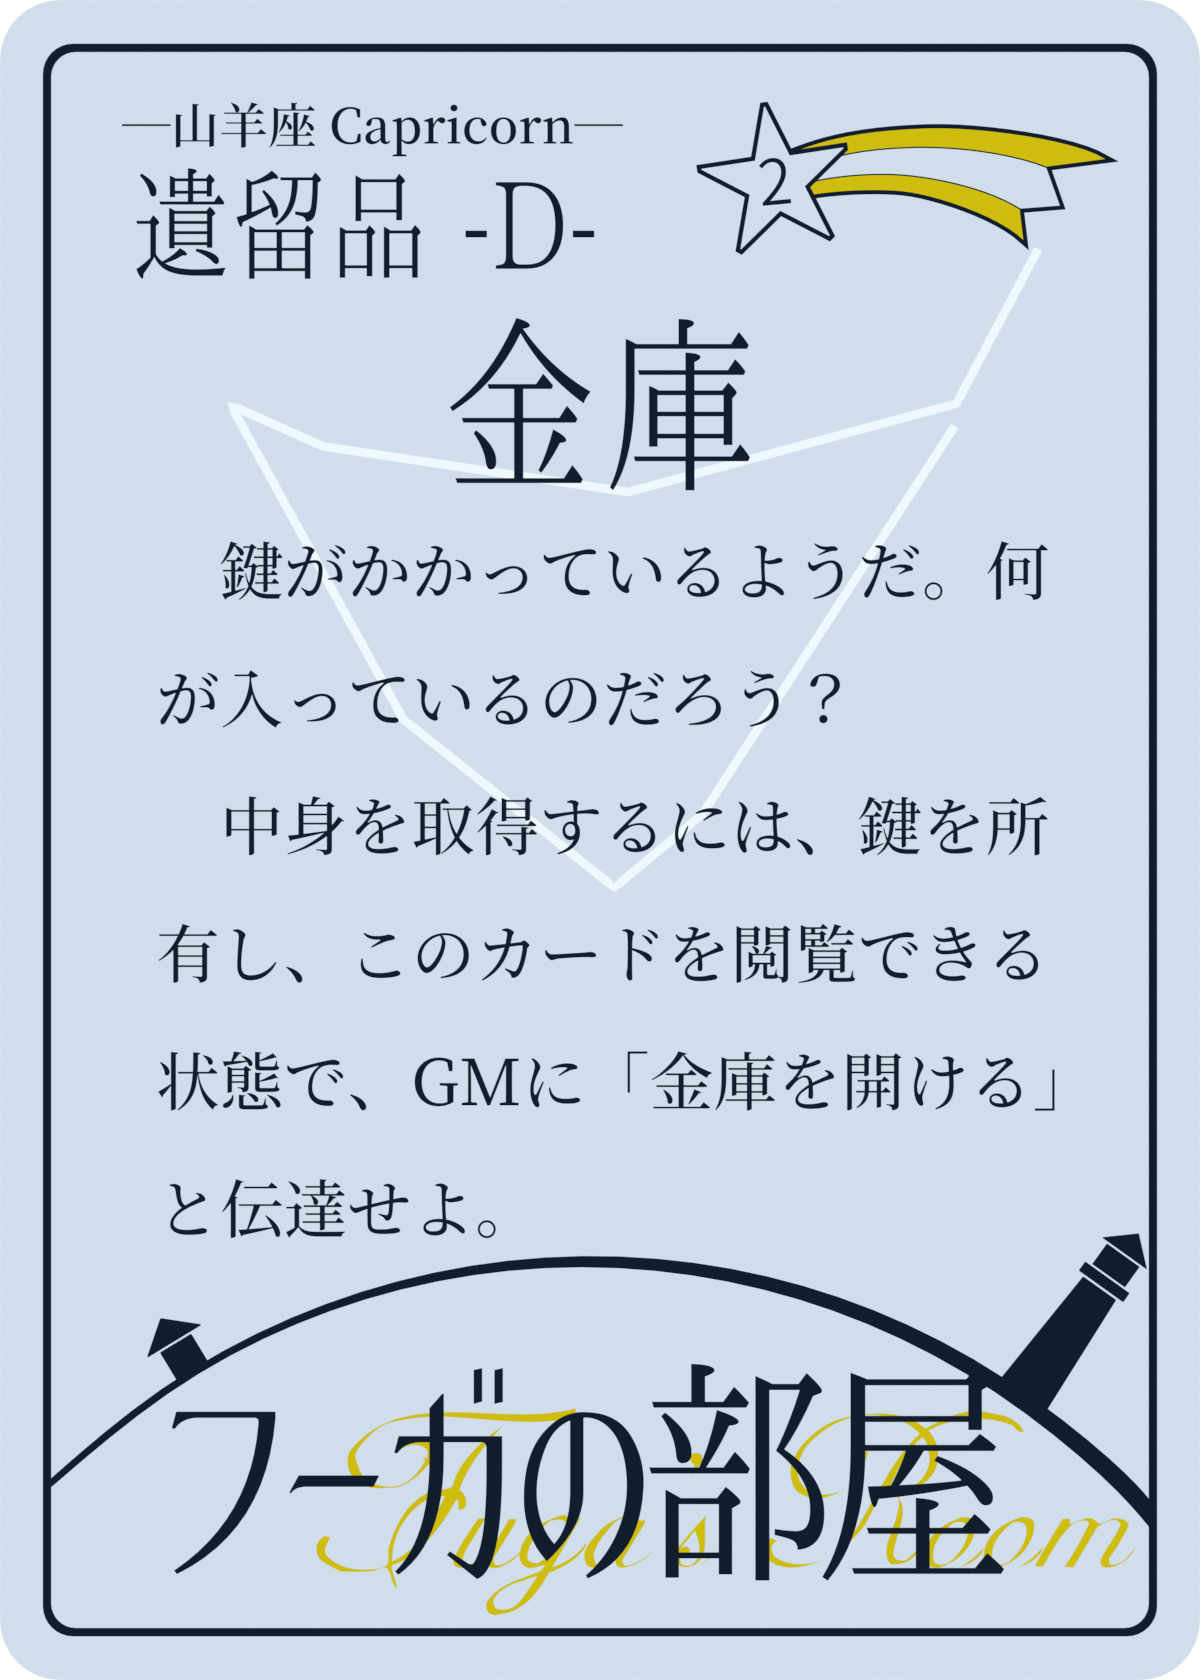 ―山羊座 Capricorn―
遺留品 -D-
2
金庫
　鍵がかかっているようだ。何
が入っているのだろう？
　中身を取得するには、鍵を所
有し、このカードを閲覧できる
状態で、GMに「金庫を開ける」
と伝達せよ。
フーガの部屋
Fuga's Room